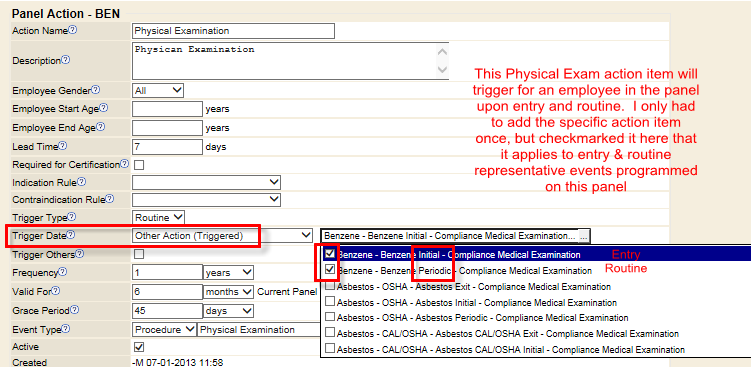 Panel Action - BEN
Action Name? Physical Examination
Description? Physican Examination
This Physical Exam action item will
trigger for an employee in the panel
upon entry and routine. I only had
to add the specific action item
once, but checkmarked it here that
it applies to entry & routine
representative events programmed
on this panel
Employee Gender? All
Employee Start Age? years
Employee End Age? years
Lead Time? 7 days
Required for Certification?
Indication Rule?
Contraindication Rule?
Trigger Type? Routine
Trigger Date? Other Action (Triggered) Benzene - Benzene Initial - Compliance Medical Examination... ...
Trigger Others? Benzene - Benzene Initial - Compliance Medical Examination Entry
Frequency? 1 years Benzene - Benzene Periodic - Compliance Medical Examination Routine
Asbestos - OSHA - Asbestos Exit - Compliance Medical Examination
Valid For? 6 months Current Panel Asbestos - OSHA - Asbestos Initial - Compliance Medical Examination
Grace Period? 45 days Asbestos - OSHA - Asbestos Periodic - Compliance Medical Examination
Event Type? Procedure Physical Examination Asbestos - CAL/OSHA - Asbestos CAL/OSHA Exit - Compliance Medical Examination
Active Asbestos - CAL/OSHA - Asbestos CAL/OSHA Initial - Compliance Medical Examination
Created -M 07-01-2013 11:58